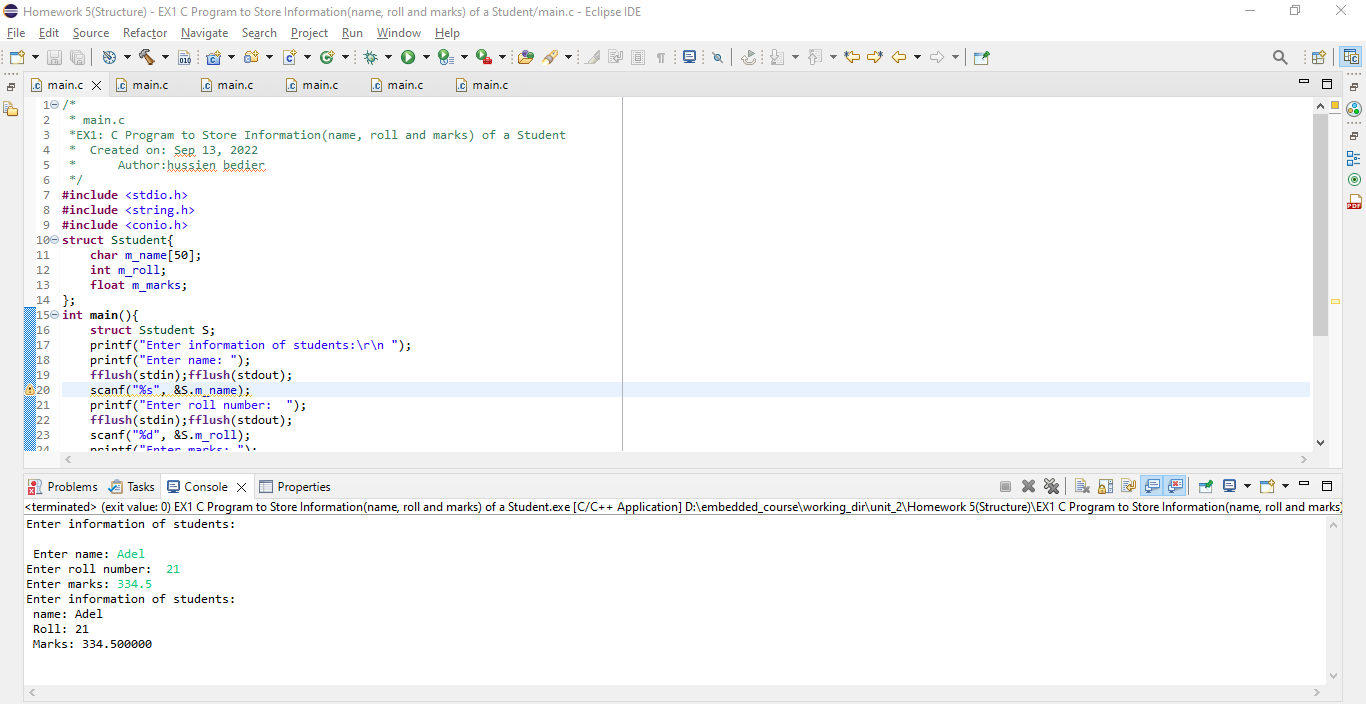 Homework 5(Structure) - EX1 C Program to Store Information(name, roll and marks) of a Student/main.c - Eclipse IDE
File Edit Source Refactor Navigate Search Project Run Window Help
main.c main.c main.c main.c main.c main.c
1 /*
2  * main.c
3  *EX1: C Program to Store Information(name, roll and marks) of a Student
4  *  Created on: Sep 13, 2022
5  *      Author:hussien bedier
6  */
7 #include <stdio.h>
8 #include <string.h>
9 #include <conio.h>
10 struct Sstudent{
11     char m_name[50];
12     int m_roll;
13     float m_marks;
14 };
15 int main(){
16     struct Sstudent S;
17     printf("Enter information of students:\r\n ");
18     printf("Enter name: ");
19     fflush(stdin);fflush(stdout);
20     scanf("%s", &S.m_name);
21     printf("Enter roll number:  ");
22     fflush(stdin);fflush(stdout);
23     scanf("%d", &S.m_roll);
24     printf("Enter marks: ");
Problems Tasks Console Properties
<terminated> (exit value: 0) EX1 C Program to Store Information(name, roll and marks) of a Student.exe [C/C++ Application] D:\embedded_course\working_dir\unit_2\Homework 5(Structure)\EX1 C Program to Store Information(name, roll and marks)
Enter information of students:
 Enter name: Adel
Enter roll number:  21
Enter marks: 334.5
Enter information of students:
 name: Adel
 Roll: 21
 Marks: 334.500000